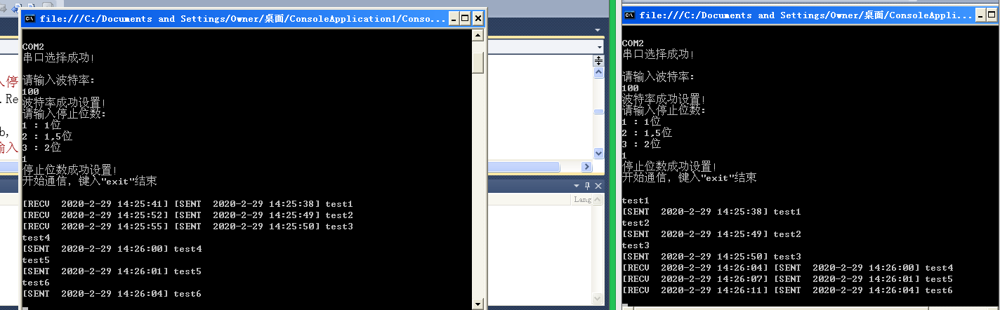 file:///C:/Documents and Settings/Owner/桌面/ConsoleApplication1/Conso...
COM2
串口选择成功!
请输入波特率:
100
波特率成功设置!
请输入停止位数:
1 : 1位
2 : 1.5位
3 : 2位
1
停止位数成功设置!
开始通信, 键入"exit"结束
[RECV  2020-2-29 14:25:41] [SENT  2020-2-29 14:25:38] test1
[RECV  2020-2-29 14:25:52] [SENT  2020-2-29 14:25:49] test2
[RECV  2020-2-29 14:25:55] [SENT  2020-2-29 14:25:50] test3
test4
[SENT  2020-2-29 14:26:00] test4
test5
[SENT  2020-2-29 14:26:01] test5
test6
[SENT  2020-2-29 14:26:04] test6
入停
.Re
b,
输入
Lang
file:///C:/Documents and Settings/Owner/桌面/ConsoleAppli...
COM2
串口选择成功!
请输入波特率:
100
波特率成功设置!
请输入停止位数:
1 : 1位
2 : 1.5位
3 : 2位
1
停止位数成功设置!
开始通信, 键入"exit"结束
test1
[SENT  2020-2-29 14:25:38] test1
test2
[SENT  2020-2-29 14:25:49] test2
test3
[SENT  2020-2-29 14:25:50] test3
[RECV  2020-2-29 14:26:04] [SENT  2020-2-29 14:26:00] test4
[RECV  2020-2-29 14:26:07] [SENT  2020-2-29 14:26:01] test5
[RECV  2020-2-29 14:26:11] [SENT  2020-2-29 14:26:04] test6